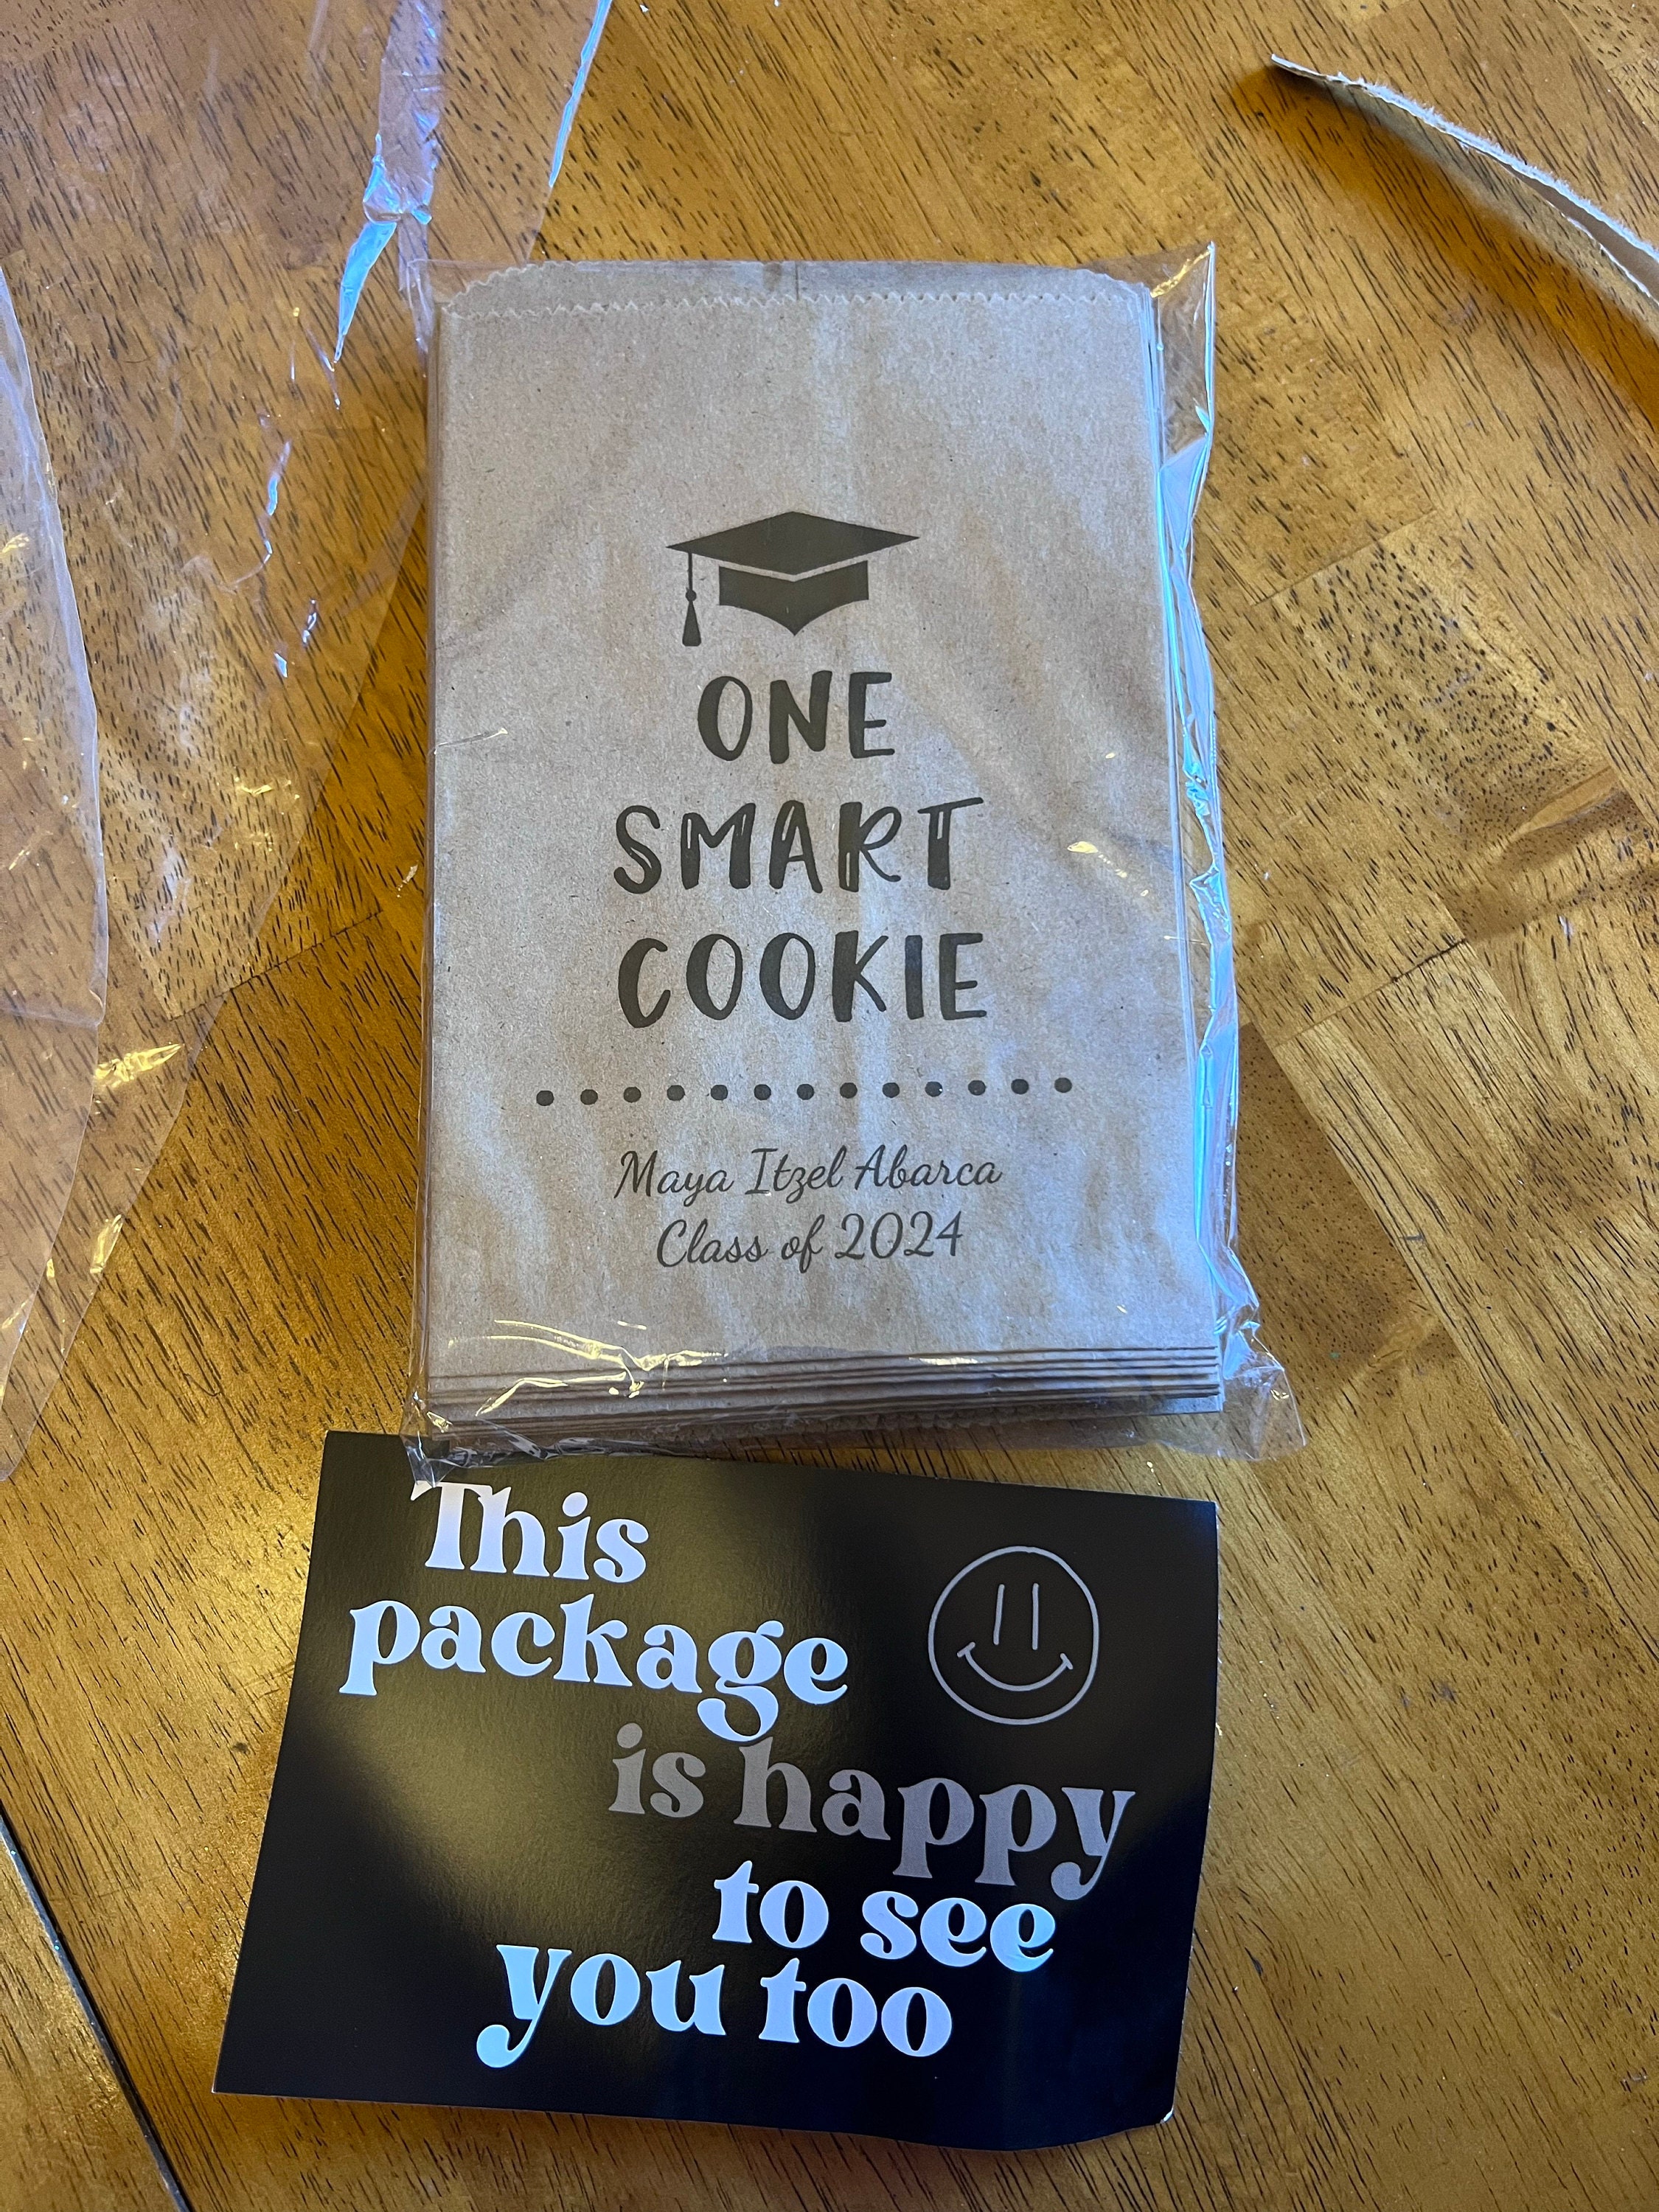 ONE
SMART
COOKIE
Maya Itzel Abarca
Class of 2024
This
package
is happy
to see
you too